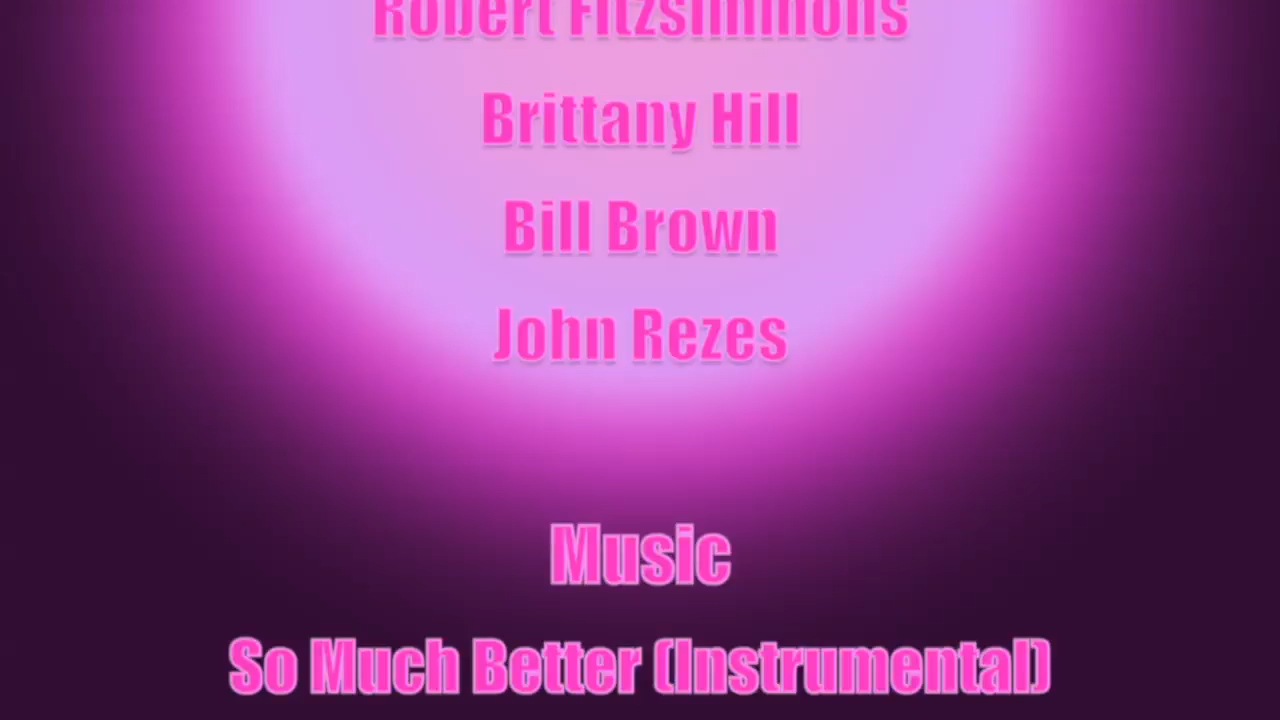 Robert Fitzsimmons
Brittany Hill
Bill Brown
John Rezes
Music
So Much Better (Instrumental)